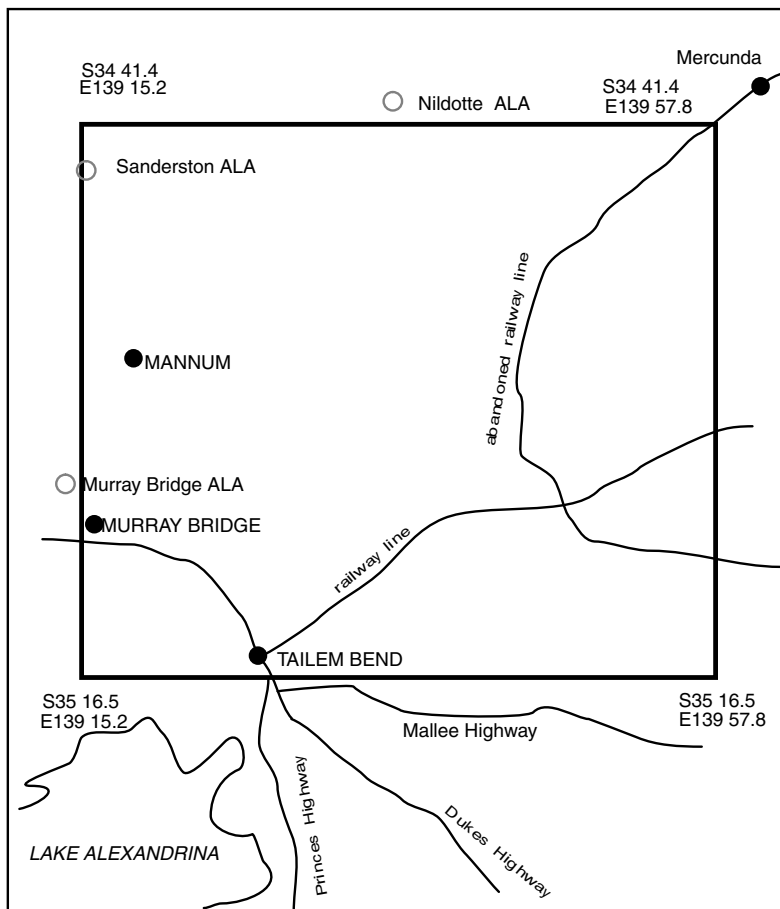 Mercunda
S34 41.4
E139 15.2
S34 41.4
E139 57.8
Nildotte ALA
Sanderston ALA
abandoned railway line
MANNUM
Murray Bridge ALA
MURRAY BRIDGE
railway line
TAILEM BEND
S35 16.5
E139 15.2
S35 16.5
E139 57.8
Mallee Highway
Princes Highway
Dukes Highway
LAKE ALEXANDRINA